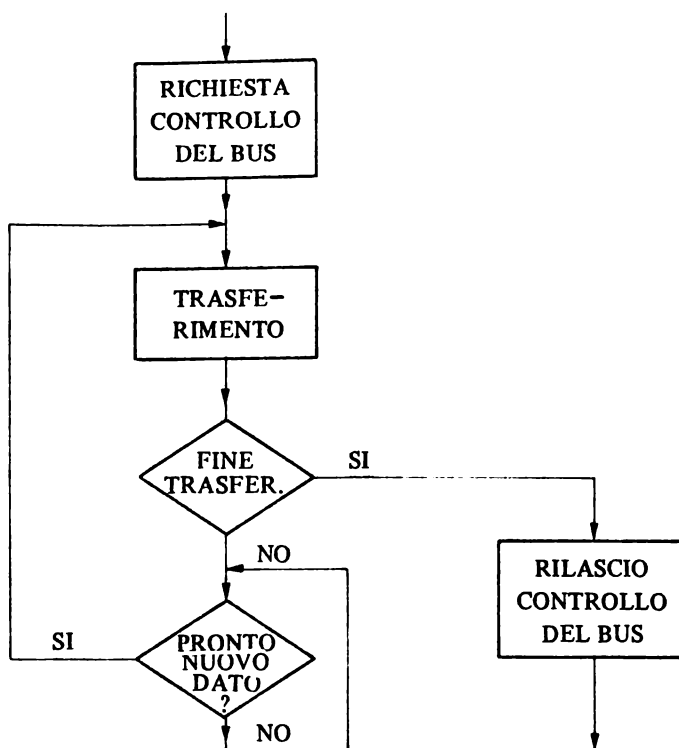 RICHIESTA
CONTROLLO
DEL BUS
TRASFE-
RIMENTO
FINE
TRASFER.
SI
NO
RILASCIO
CONTROLLO
DEL BUS
SI
PRONTO
NUOVO
DATO
?
NO